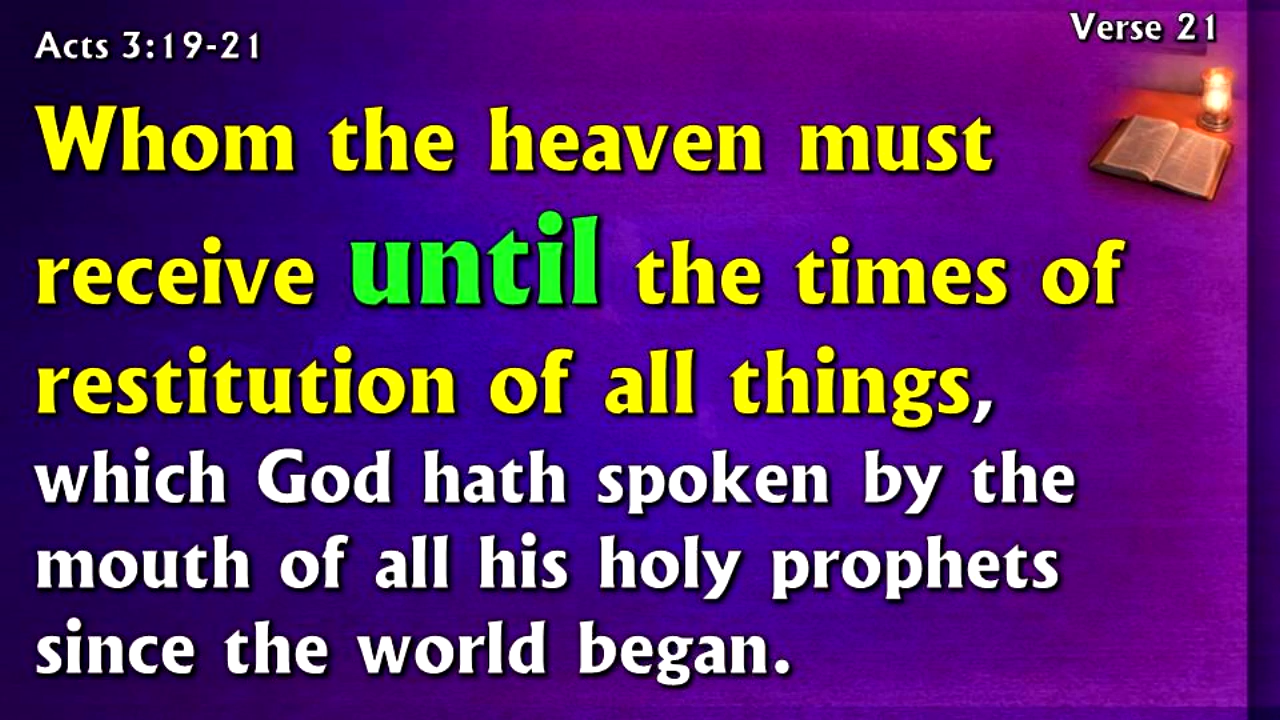 Acts 3:19-21
Verse 21
Whom the heaven must
receive until the times of
restitution of all things,
which God hath spoken by the
mouth of all his holy prophets
since the world began.